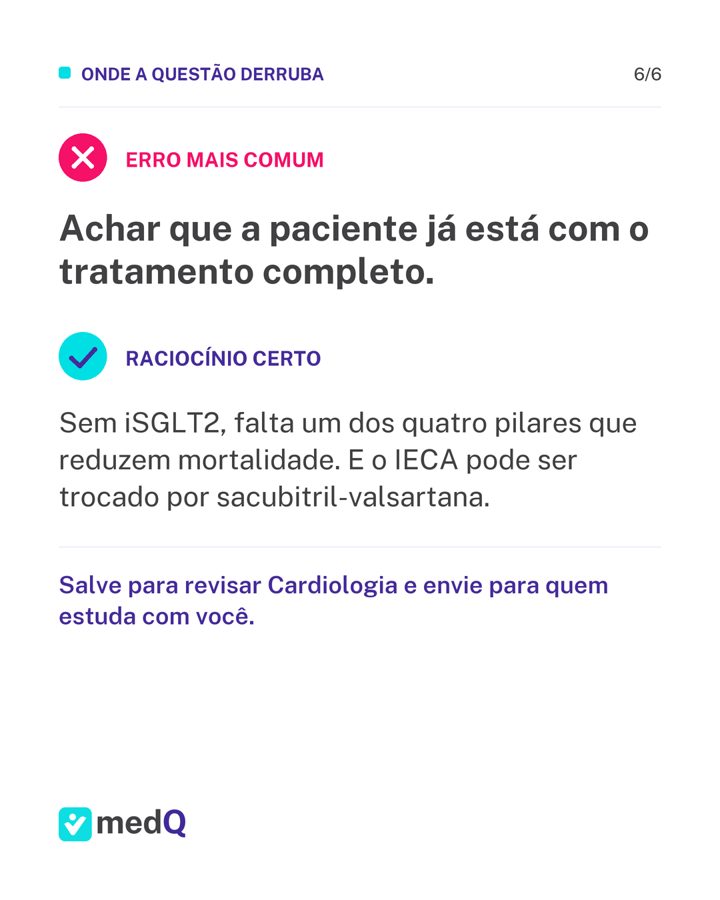 ONDE A QUESTÃO DERRUBA
6/6
ERRO MAIS COMUM
Achar que a paciente já está com o
tratamento completo.
RACIOCÍNIO CERTO
Sem iSGLT2, falta um dos quatro pilares que
reduzem mortalidade. E o IECA pode ser
trocado por sacubitril-valsartana.
Salve para revisar Cardiologia e envie para quem
estuda com você.
medQ